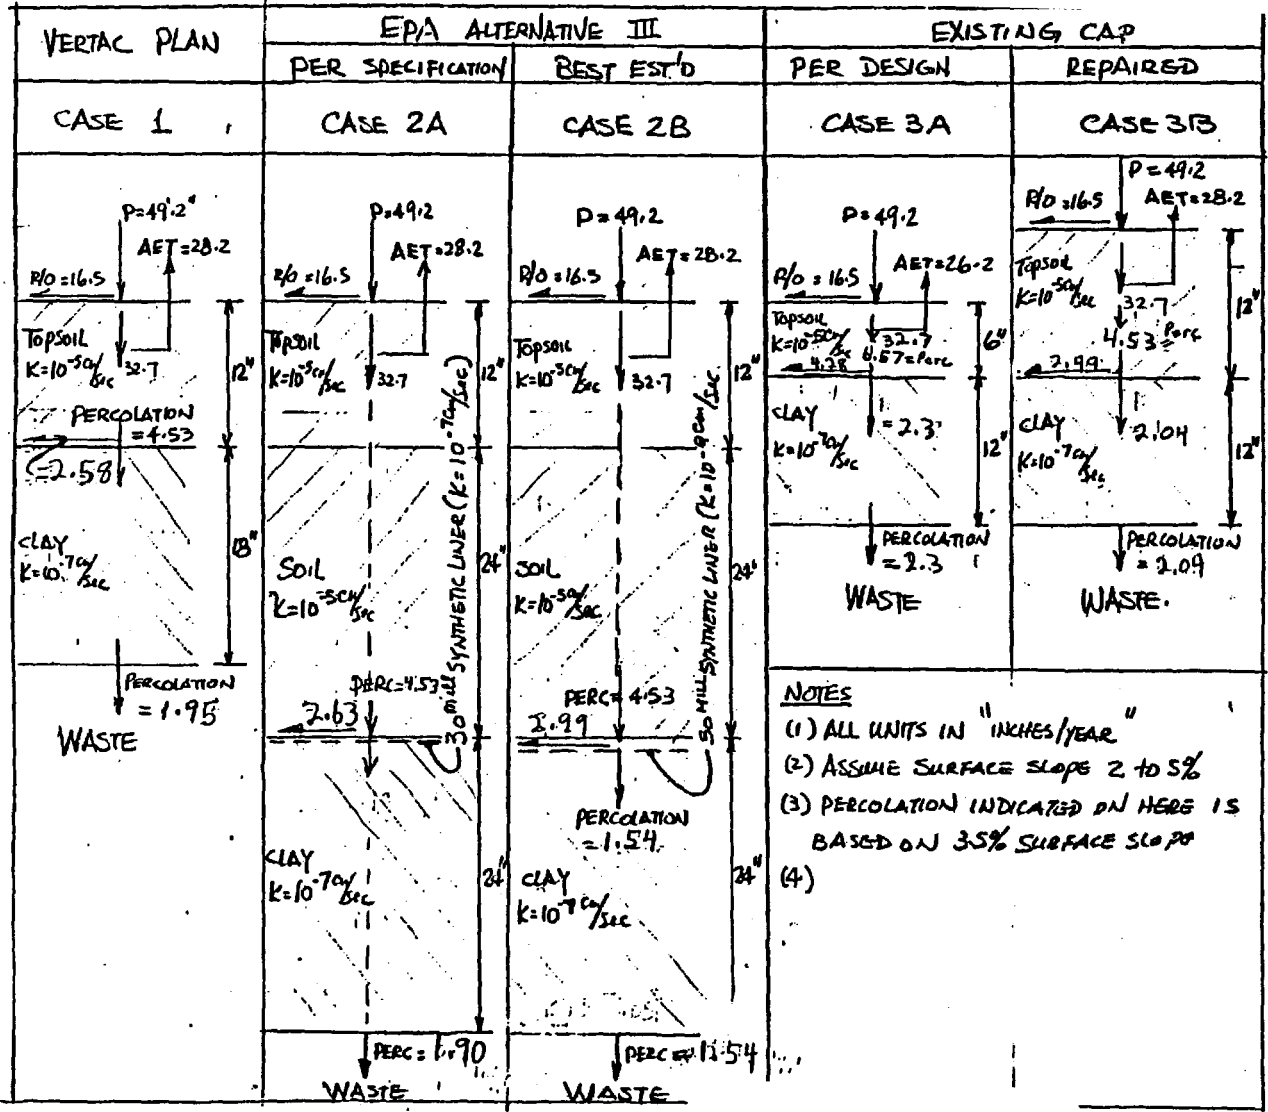 VERTAC PLAN
EPA ALTERNATIVE III
EXISTING CAP
PER SPECIFICATION
BEST EST'D
PER DESIGN
REPAIRED
CASE 1
CASE 2A
CASE 2B
CASE 3A
CASE 3B
P=49.2"
AET=28.2
R/O=16.5
TOPSOIL
K=10⁻⁵cm/sec
32.7
12"
PERCOLATION
=4.53
=2.58
18"
CLAY
K=10⁻⁷cm/sec
PERCOLATION
=1.95
WASTE
P=49.2
AET=28.2
R/O=16.5
TOPSOIL
K=10⁻⁵cm/sec
32.7
12"
SOIL
K=10⁻⁵cm/sec
24"
30 mill SYNTHETIC LINER (K=10⁻⁷cm/sec)
PERC=4.53
2.63
CLAY
K=10⁻⁷cm/sec
24"
PERC=1.90
WASTE
P=49.2
AET=28.2
R/O=16.5
TOPSOIL
K=10⁻⁵cm/sec
32.7
12"
SOIL
K=10⁻⁵cm/sec
24"
MILL SYNTHETIC LINER (K=10⁻⁹cm/sec)
PERC=4.53
2.99
PERCOLATION
=1.54
CLAY
K=10⁻⁷cm/sec
24"
PERC=1.54
WASTE
P=49.2
R/O=16.5
AET=26.2
TOPSOIL
K=10⁻⁵cm/sec
32.7
=Perc
4.28
6"
CLAY
K=10⁻⁷cm/sec
=2.3
12"
PERCOLATION
=2.3
WASTE
P=49.2
R/O=16.5
AET=28.2
TOPSOIL
K=10⁻⁵cm/sec
32.7
4.53=Perc
2.99
12"
CLAY
K=10⁻⁷cm/sec
12"
PERCOLATION
=2.09
WASTE.
NOTES
(1) ALL UNITS IN "INCHES/YEAR"
(2) ASSUME SURFACE SLOPE 2 to 5%
(3) PERCOLATION INDICATED ON HERE IS
BASED ON 3.5% SURFACE SLOPE
(4)